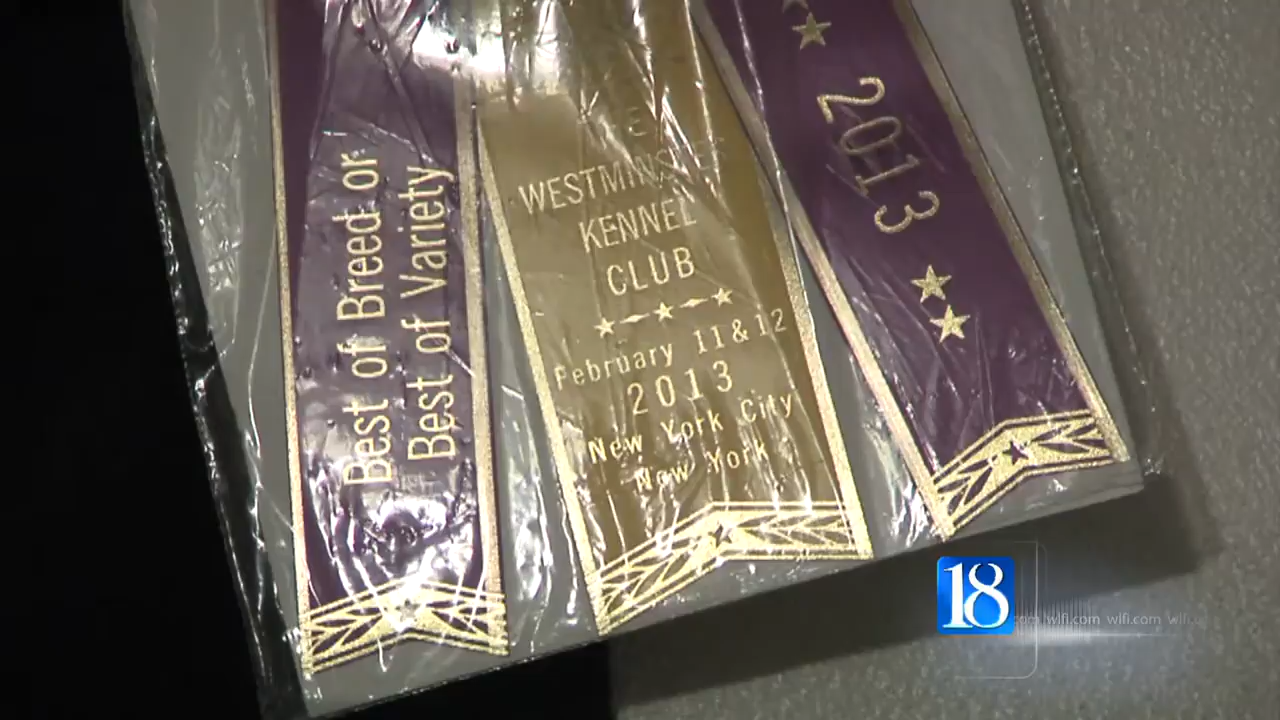 Best of Breed or
Best of Variety
WESTMINSTER
KENNEL
CLUB
February 11 & 12
2013
New York City
New York
2013
18
wlfi.com wlfi.com